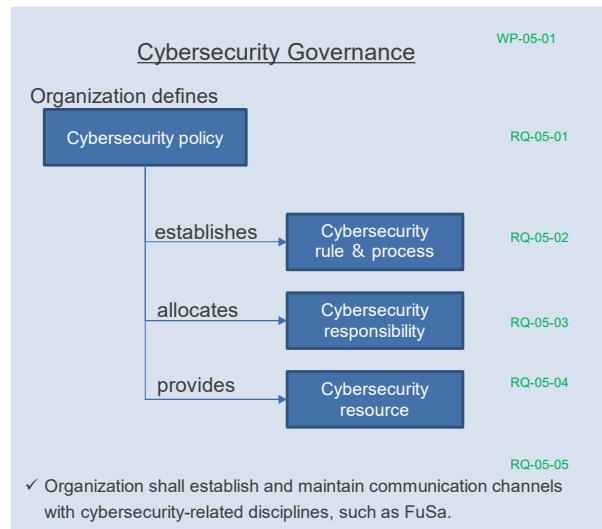 WP-05-01
Cybersecurity Governance
Organization defines
Cybersecurity policy
RQ-05-01
establishes
Cybersecurity
rule & process
RQ-05-02
allocates
Cybersecurity
responsibility
RQ-05-03
provides
Cybersecurity
resource
RQ-05-04
RQ-05-05
✓ Organization shall establish and maintain communication channels
with cybersecurity-related disciplines, such as FuSa.